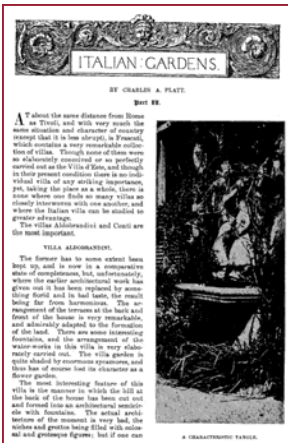 ITALIAN GARDENS.
BY CHARLES A. PLATT.
Part II.
AT about the same distance from Rome
as Tivoli, and with very much the
same situation and character of country
(except that it is less abrupt), is Frascati,
which contains a very remarkable collec-
tion of villas. Though none of them were
so elaborately conceived or so perfectly
carried out as the Villa d'Este, and though
in their present condition there is no indi-
vidual villa of any striking importance,
yet, taking the place as a whole, there is
none where one finds so many villas so
closely interwoven with one another, and
where the Italian villa can be studied to
greater advantage.
The villas Aldobrandini and Conti are
the most important.
VILLA ALDOBRANDINI.
The former has to some extent been
kept up, and is now in a comparative
state of completeness, but, unfortunately,
where the earlier architectural work has
given out it has been replaced by some-
thing florid and in bad taste, the result
being far from harmonious. The ar-
rangement of the terraces at the back and
front of the house is very remarkable,
and admirably adapted to the formation
of the land. There are some interesting
fountains, and the arrangement of the
water-works in this villa is very elabo-
rately carried out. The villa garden is
quite shaded by enormous sycamores, and
thus has of course lost its character as a
flower garden.
The most interesting feature of this
villa is the manner in which the hill at
the back of the house has been cut out
and formed into an architectural semicir-
cle with fountains. The actual archi-
tecture of the moment is very bad, the
niches and grottos being filled with colos-
sal and grotesque figures; but if one can
A CHARACTERISTIC TANGLE.